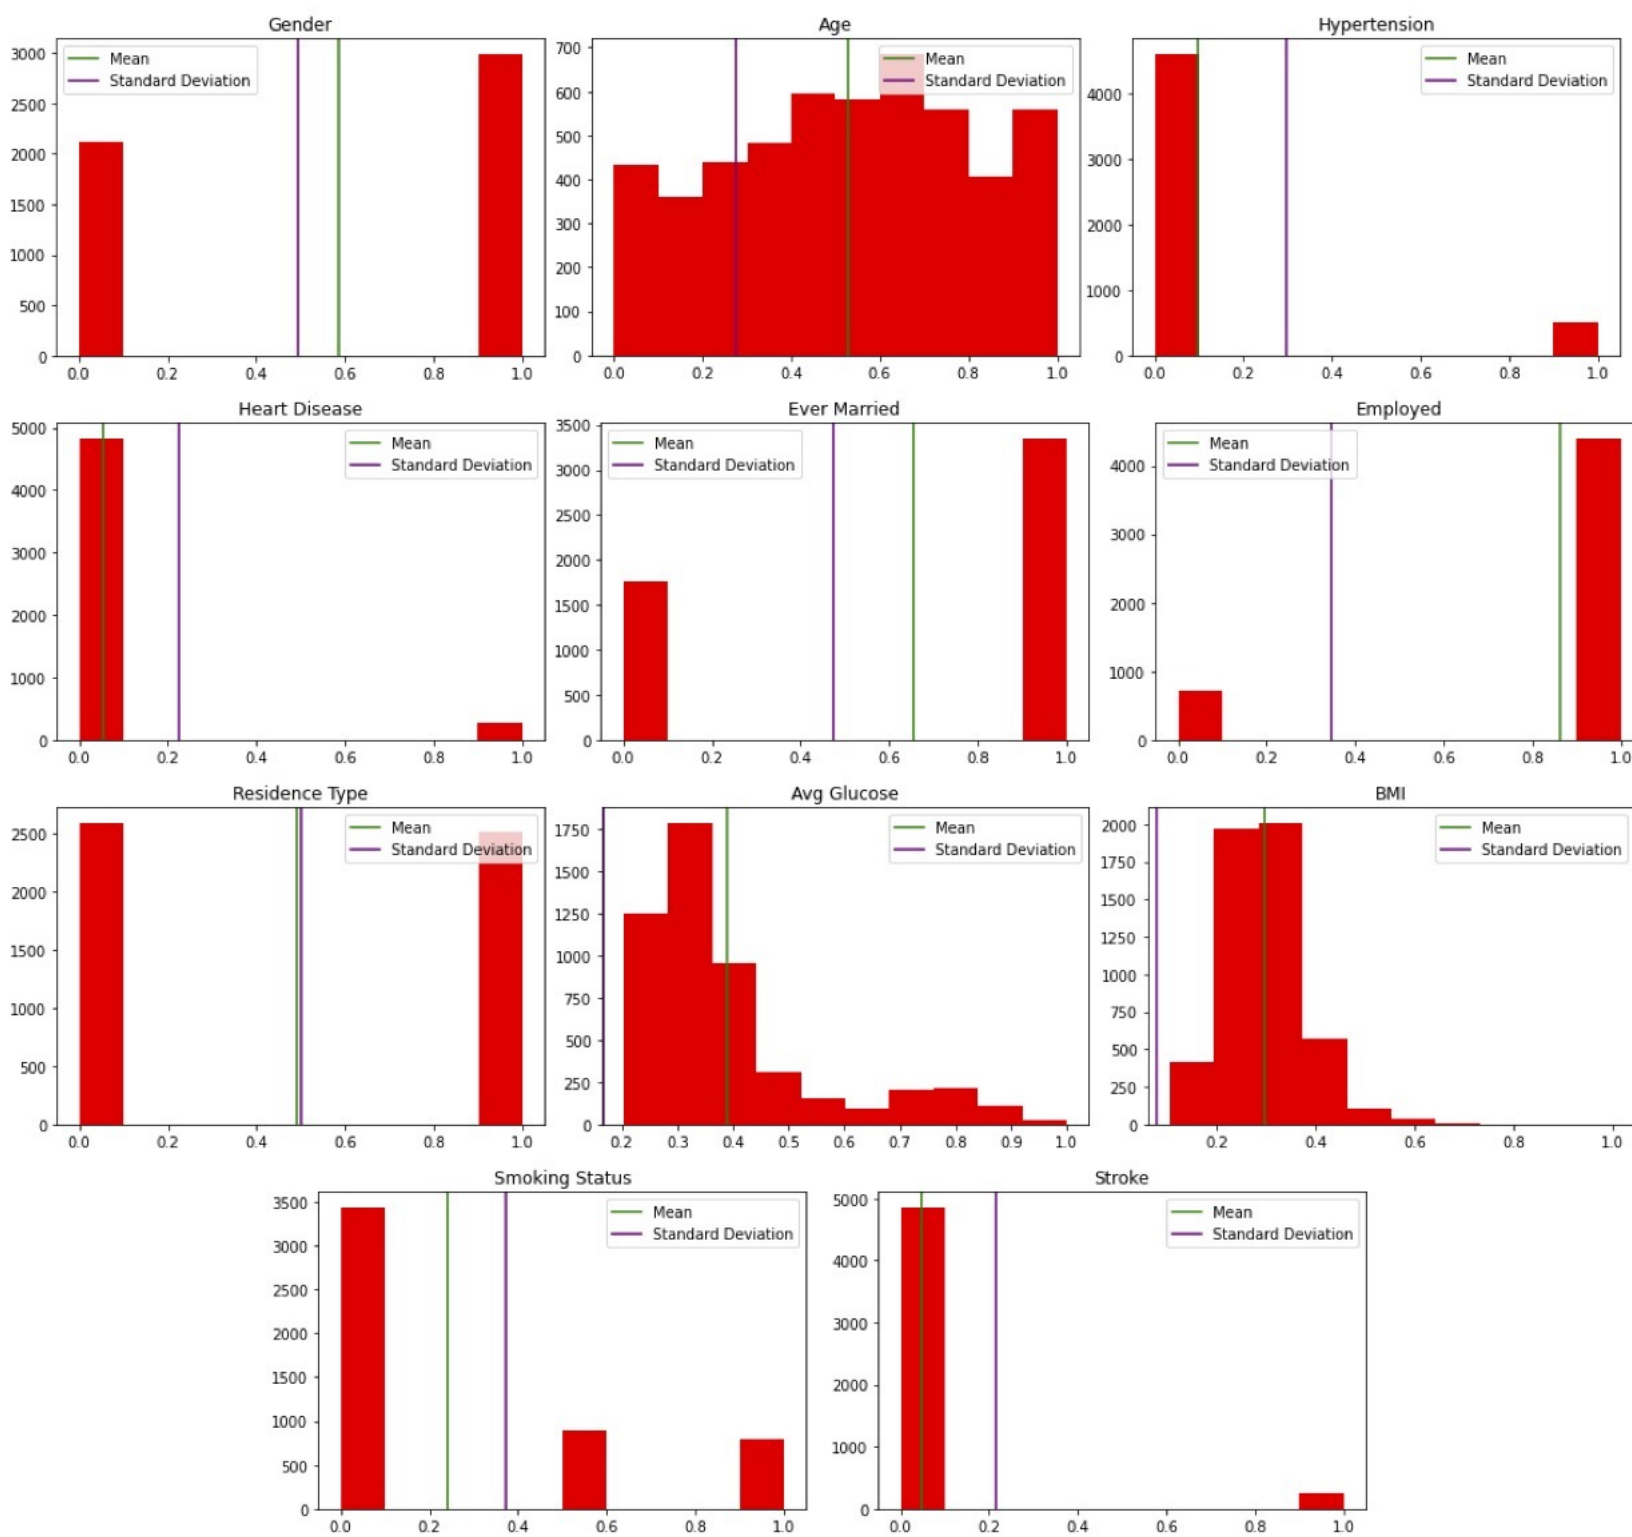 Gender
3000
2500
2000
1500
1000
500
0
0.0 0.2 0.4 0.6 0.8 1.0
Mean
Standard Deviation
Age
700
600
500
400
300
200
100
0
0.0 0.2 0.4 0.6 0.8 1.0
Mean
Standard Deviation
Hypertension
4000
3000
2000
1000
0
0.0 0.2 0.4 0.6 0.8 1.0
Mean
Standard Deviation
Heart Disease
5000
4000
3000
2000
1000
0
0.0 0.2 0.4 0.6 0.8 1.0
Mean
Standard Deviation
Ever Married
3500
3000
2500
2000
1500
1000
500
0
0.0 0.2 0.4 0.6 0.8 1.0
Mean
Standard Deviation
Employed
4000
3000
2000
1000
0
0.0 0.2 0.4 0.6 0.8 1.0
Mean
Standard Deviation
Residence Type
2500
2000
1500
1000
500
0
0.0 0.2 0.4 0.6 0.8 1.0
Mean
Standard Deviation
Avg Glucose
1750
1500
1250
1000
750
500
250
0
0.2 0.3 0.4 0.5 0.6 0.7 0.8 0.9 1.0
Mean
Standard Deviation
BMI
2000
1750
1500
1250
1000
750
500
250
0
0.2 0.4 0.6 0.8 1.0
Mean
Standard Deviation
Smoking Status
3500
3000
2500
2000
1500
1000
500
0
0.0 0.2 0.4 0.6 0.8 1.0
Mean
Standard Deviation
Stroke
5000
4000
3000
2000
1000
0
0.0 0.2 0.4 0.6 0.8 1.0
Mean
Standard Deviation